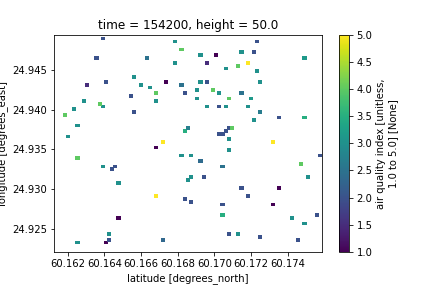 time = 154200, height = 50.0
24.945
24.940
24.935
24.930
24.925
longitude [degrees_east]
60.162 60.164 60.166 60.168 60.170 60.172 60.174
latitude [degrees_north]
5.0
4.5
4.0
3.5
3.0
2.5
2.0
1.5
1.0
air quality index [unitless,
1.0 to 5.0] [None]